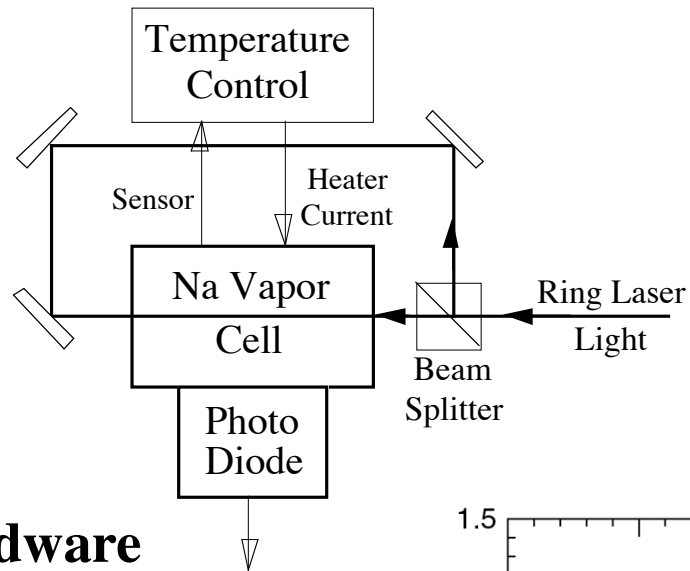 Temperature
Control
Sensor
Heater
Current
Na Vapor
Cell
Ring Laser
Light
Beam
Splitter
Photo
Diode
dware
1.5